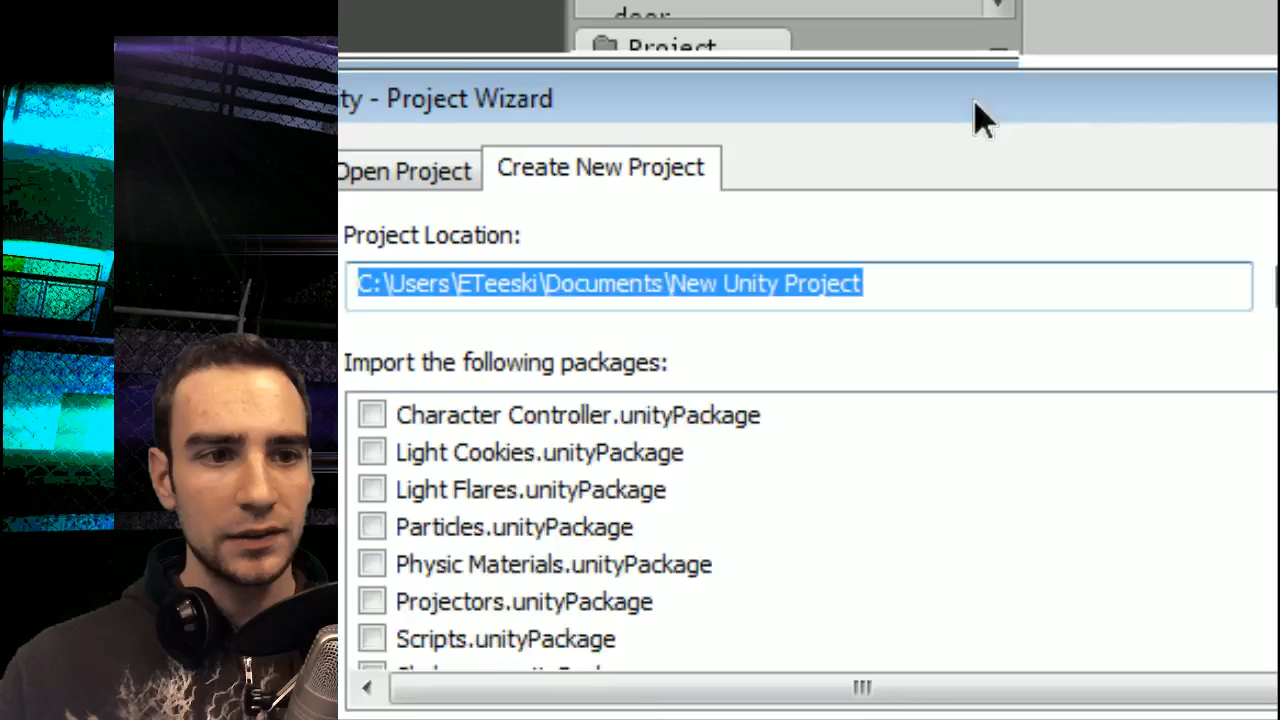 door
Project
ty - Project Wizard
Open Project
Create New Project
Project Location:
C:\Users\ETeeski\Documents\New Unity Project
Import the following packages:
Character Controller.unityPackage
Light Cookies.unityPackage
Light Flares.unityPackage
Particles.unityPackage
Physic Materials.unityPackage
Projectors.unityPackage
Scripts.unityPackage